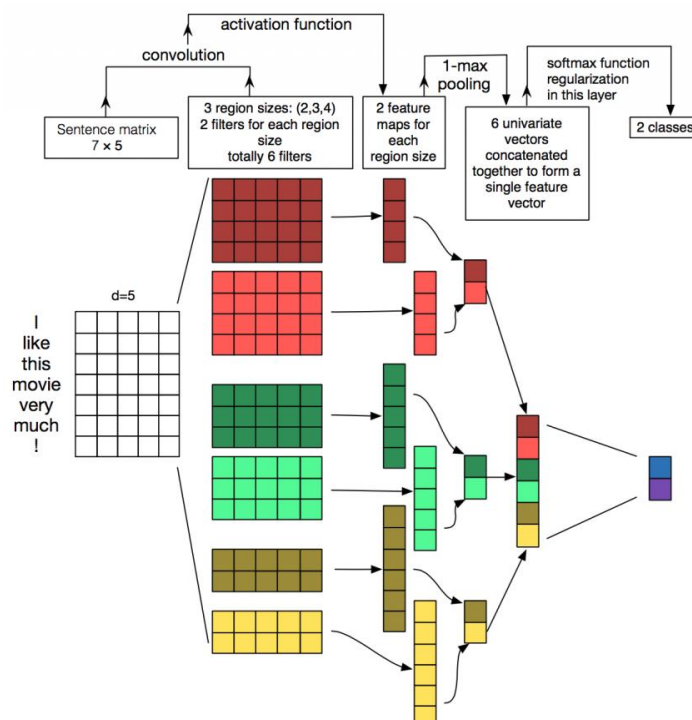 activation function
convolution
1-max
pooling
softmax function
regularization
in this layer
Sentence matrix
7 × 5
3 region sizes: (2,3,4)
2 filters for each region
size
totally 6 filters
2 feature
maps for
each
region size
6 univariate
vectors
concatenated
together to form a
single feature
vector
2 classes
d=5
I
like
this
movie
very
much
!